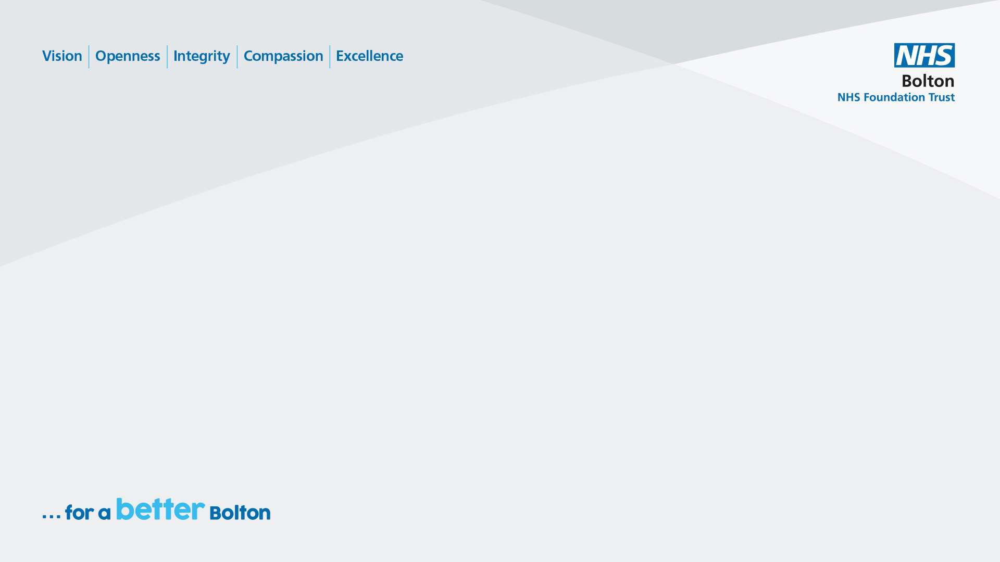 Vision | Openness | Integrity | Compassion | Excellence
NHS
Bolton
NHS Foundation Trust
...for a better Bolton